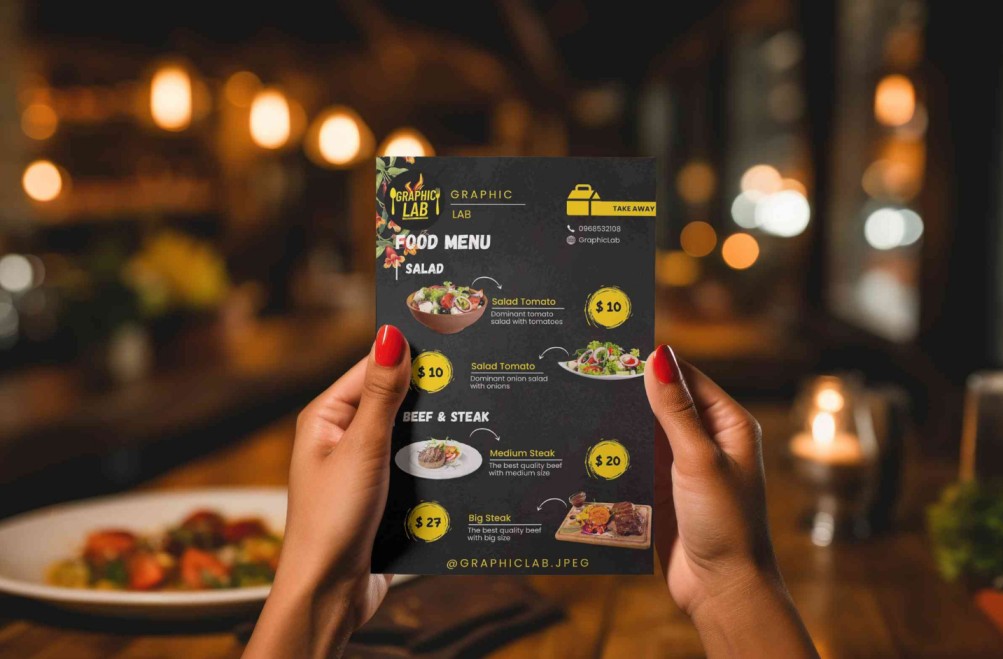 GRAPHIC
LAB
GRAPHIC
LAB
TAKE AWAY
0968532108
GraphicLab
FOOD MENU
SALAD
Salad Tomato
Dominant tomato
salad with tomatoes
$ 10
$ 10
Salad Tomato
Dominant onion salad
with onions
BEEF & STEAK
Medium Steak
The best quality beef
with medium size
$ 20
$ 27
Big Steak
The best quality beef
with big size
@GRAPHICLAB.JPEG